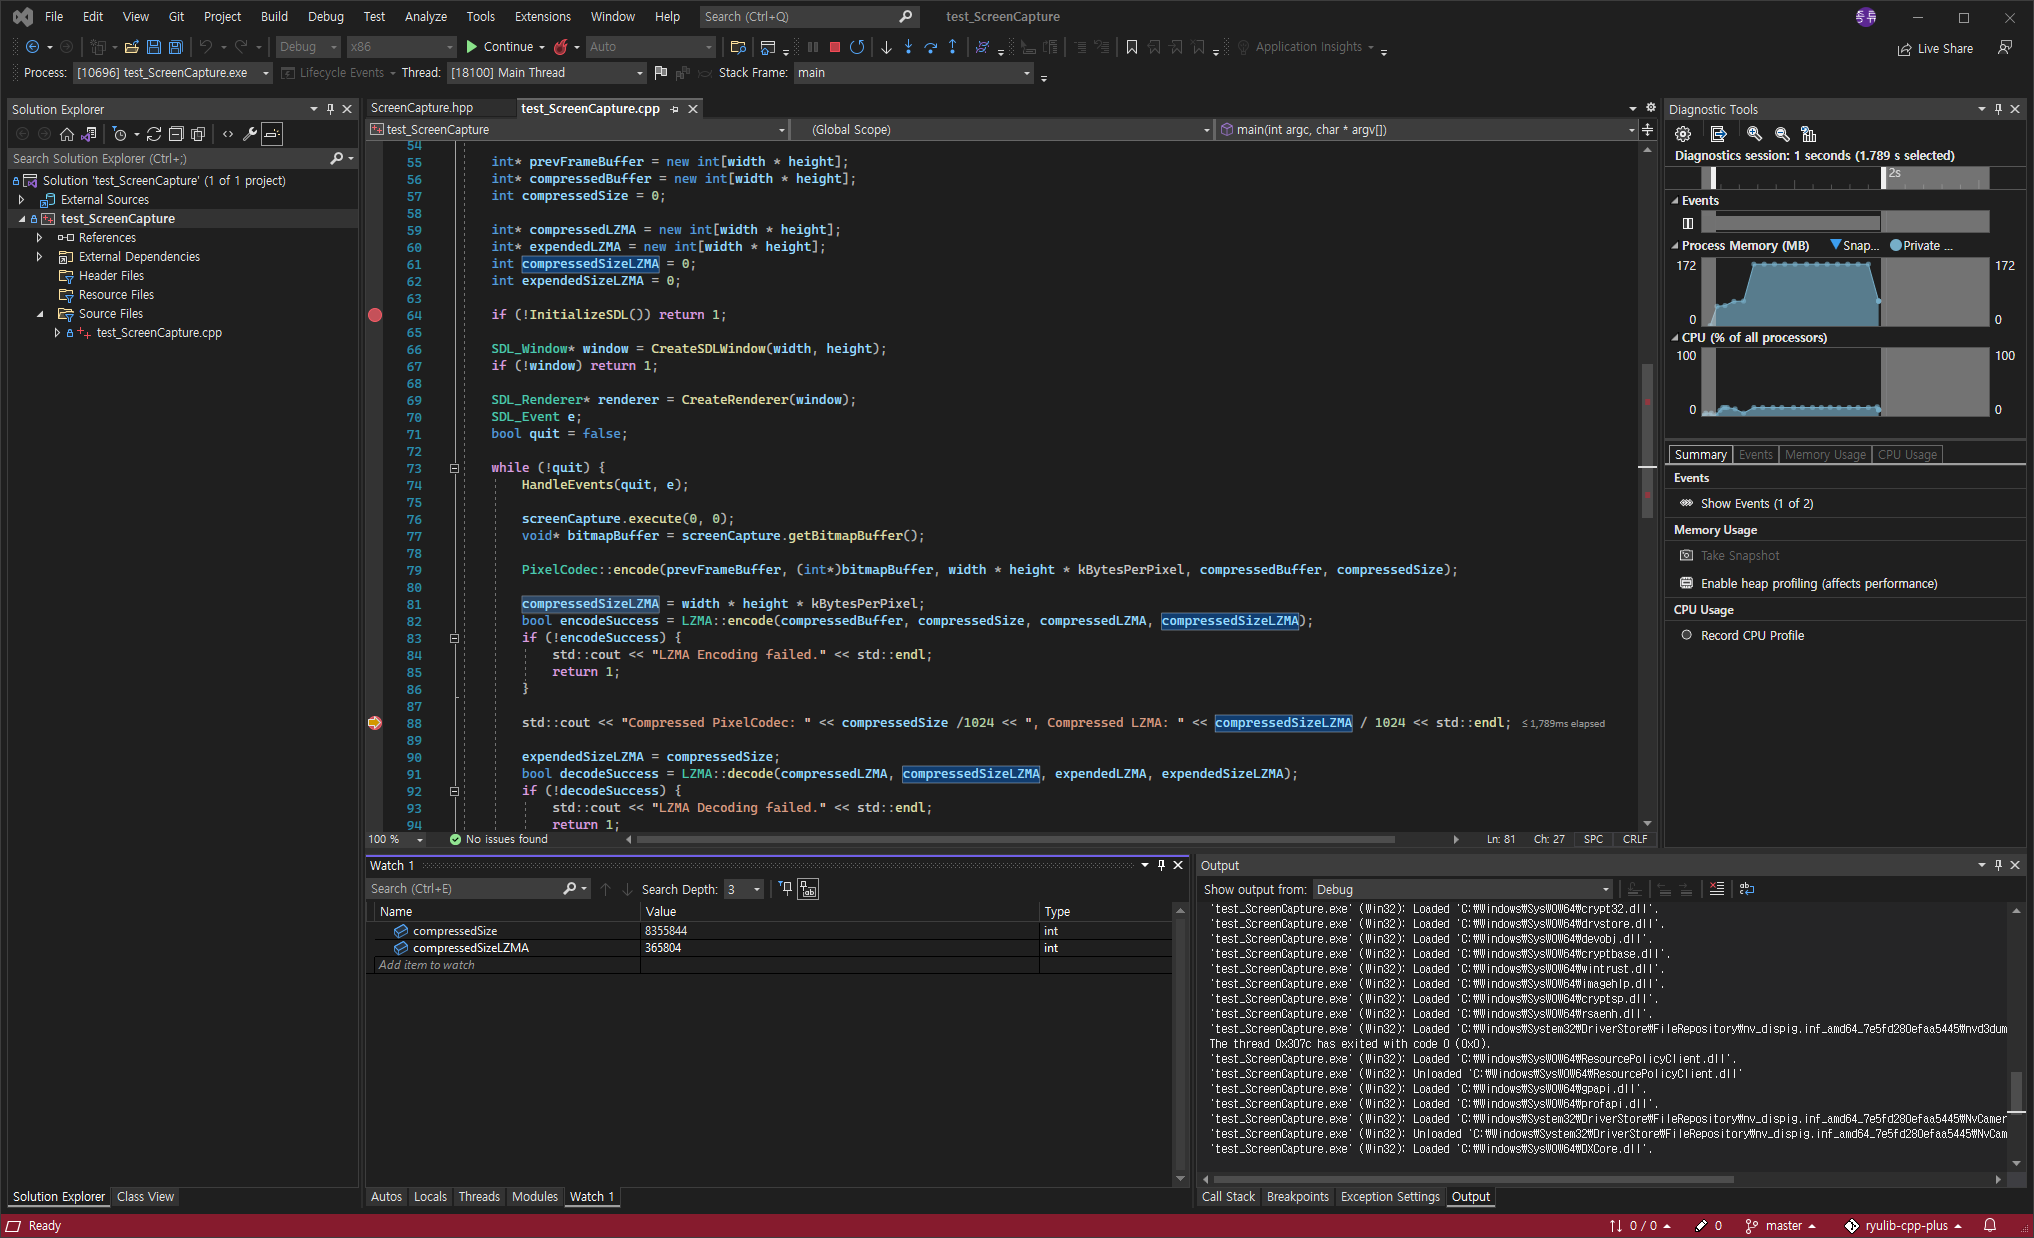 File Edit View Git Project Build Debug Test Analyze Tools Extensions Window Help Search (Ctrl+Q) test_ScreenCapture
Debug x86 Continue Auto Application Insights Live Share
Process: [10696] test_ScreenCapture.exe Lifecycle Events Thread: [18100] Main Thread Stack Frame: main
Solution Explorer
Search Solution Explorer (Ctrl+;)
Solution 'test_ScreenCapture' (1 of 1 project)
External Sources
test_ScreenCapture
References
External Dependencies
Header Files
Resource Files
Source Files
test_ScreenCapture.cpp
Solution Explorer Class View
ScreenCapture.hpp test_ScreenCapture.cpp
test_ScreenCapture (Global Scope) main(int argc, char * argv[])
54
55 int* prevFrameBuffer = new int[width * height];
56 int* compressedBuffer = new int[width * height];
57 int compressedSize = 0;
58
59 int* compressedLZMA = new int[width * height];
60 int* expendedLZMA = new int[width * height];
61 int compressedSizeLZMA = 0;
62 int expendedSizeLZMA = 0;
63
64 if (!InitializeSDL()) return 1;
65
66 SDL_Window* window = CreateSDLWindow(width, height);
67 if (!window) return 1;
68
69 SDL_Renderer* renderer = CreateRenderer(window);
70 SDL_Event e;
71 bool quit = false;
72
73 while (!quit) {
74 HandleEvents(quit, e);
75
76 screenCapture.execute(0, 0);
77 void* bitmapBuffer = screenCapture.getBitmapBuffer();
78
79 PixelCodec::encode(prevFrameBuffer, (int*)bitmapBuffer, width * height * kBytesPerPixel, compressedBuffer, compressedSize);
80
81 compressedSizeLZMA = width * height * kBytesPerPixel;
82 bool encodeSuccess = LZMA::encode(compressedBuffer, compressedSize, compressedLZMA, compressedSizeLZMA);
83 if (!encodeSuccess) {
84 std::cout << "LZMA Encoding failed." << std::endl;
85 return 1;
86 }
87
88 std::cout << "Compressed PixelCodec: " << compressedSize /1024 << ", Compressed LZMA: " << compressedSizeLZMA / 1024 << std::endl; ≤ 1,789ms elapsed
89
90 expendedSizeLZMA = compressedSize;
91 bool decodeSuccess = LZMA::decode(compressedLZMA, compressedSizeLZMA, expendedLZMA, expendedSizeLZMA);
92 if (!decodeSuccess) {
93 std::cout << "LZMA Decoding failed." << std::endl;
94 return 1;
100 % No issues found Ln: 81 Ch: 27 SPC CRLF
Diagnostic Tools
Diagnostics session: 1 seconds (1.789 s selected)
2s
Events
Process Memory (MB) Snap... Private ...
172 172
0 0
CPU (% of all processors)
100 100
0 0
Summary Events Memory Usage CPU Usage
Events
Show Events (1 of 2)
Memory Usage
Take Snapshot
Enable heap profiling (affects performance)
CPU Usage
Record CPU Profile
Watch 1
Search (Ctrl+E) Search Depth: 3
Name Value Type
compressedSize 8355844 int
compressedSizeLZMA 365804 int
Add item to watch
Autos Locals Threads Modules Watch 1
Output
Show output from: Debug
'test_ScreenCapture.exe' (Win32): Loaded 'C:₩Windows₩SysWOW64₩crypt32.dll'.
'test_ScreenCapture.exe' (Win32): Loaded 'C:₩Windows₩SysWOW64₩drvstore.dll'.
'test_ScreenCapture.exe' (Win32): Loaded 'C:₩Windows₩SysWOW64₩devobj.dll'.
'test_ScreenCapture.exe' (Win32): Loaded 'C:₩Windows₩SysWOW64₩cryptbase.dll'.
'test_ScreenCapture.exe' (Win32): Loaded 'C:₩Windows₩SysWOW64₩wintrust.dll'.
'test_ScreenCapture.exe' (Win32): Loaded 'C:₩Windows₩SysWOW64₩imagehlp.dll'.
'test_ScreenCapture.exe' (Win32): Loaded 'C:₩Windows₩SysWOW64₩cryptsp.dll'.
'test_ScreenCapture.exe' (Win32): Loaded 'C:₩Windows₩SysWOW64₩rsaenh.dll'.
'test_ScreenCapture.exe' (Win32): Loaded 'C:₩Windows₩System32₩DriverStore₩FileRepository₩nv_dispig.inf_amd64_7e5fd280efaa5445₩nvd3dum
The thread 0x307c has exited with code 0 (0x0).
'test_ScreenCapture.exe' (Win32): Loaded 'C:₩Windows₩SysWOW64₩ResourcePolicyClient.dll'.
'test_ScreenCapture.exe' (Win32): Unloaded 'C:₩Windows₩SysWOW64₩ResourcePolicyClient.dll'
'test_ScreenCapture.exe' (Win32): Loaded 'C:₩Windows₩SysWOW64₩gpapi.dll'.
'test_ScreenCapture.exe' (Win32): Loaded 'C:₩Windows₩SysWOW64₩profapi.dll'.
'test_ScreenCapture.exe' (Win32): Loaded 'C:₩Windows₩System32₩DriverStore₩FileRepository₩nv_dispig.inf_amd64_7e5fd280efaa5445₩NvCamer
'test_ScreenCapture.exe' (Win32): Unloaded 'C:₩Windows₩System32₩DriverStore₩FileRepository₩nv_dispig.inf_amd64_7e5fd280efaa5445₩NvCam
'test_ScreenCapture.exe' (Win32): Loaded 'C:₩Windows₩SysWOW64₩DXCore.dll'.
Call Stack Breakpoints Exception Settings Output
Ready 0 / 0 0 master ryulib-cpp-plus